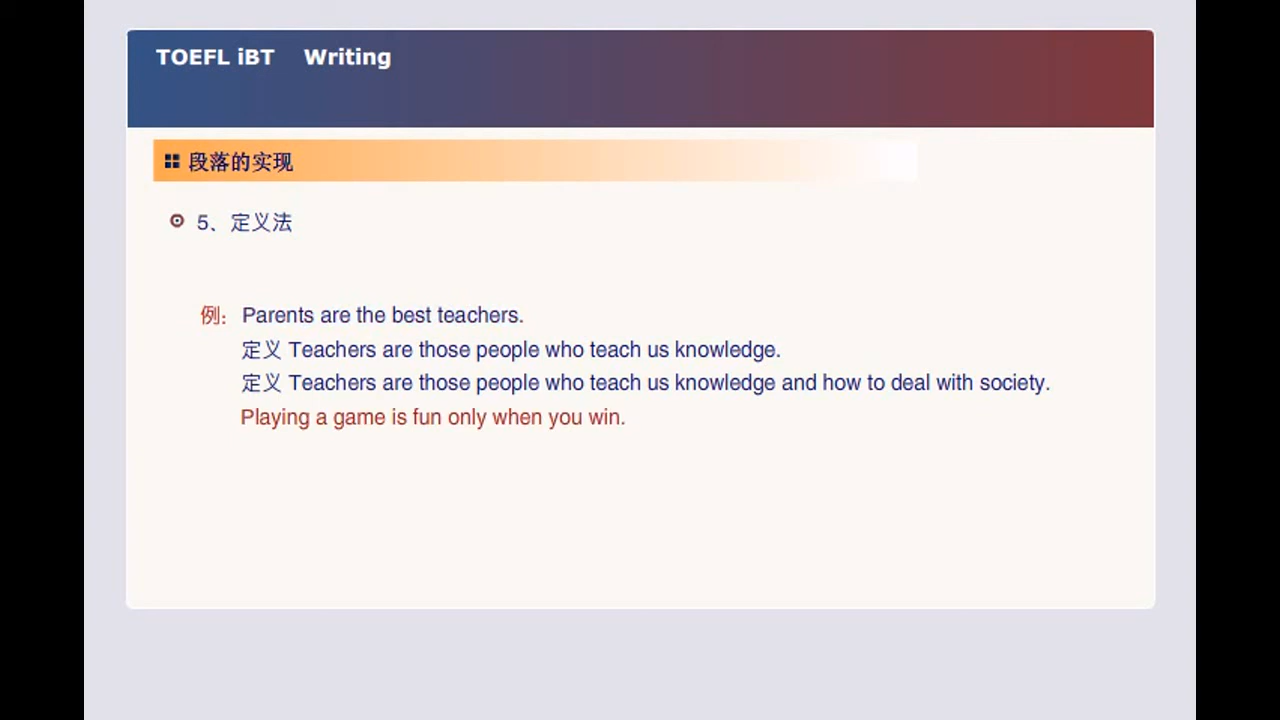 TOEFL iBT Writing
段落的实现
5、定义法
例: Parents are the best teachers.
定义 Teachers are those people who teach us knowledge.
定义 Teachers are those people who teach us knowledge and how to deal with society.
Playing a game is fun only when you win.